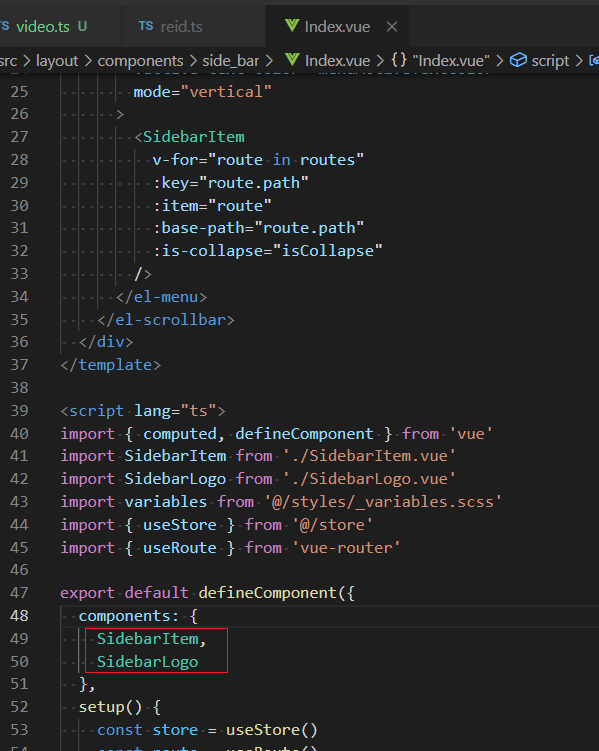 TS video.ts U TS reid.ts Index.vue ×
src > layout > components > side_bar > Index.vue > {} "Index.vue" > script >
25 mode="vertical"
26 >
27 <SidebarItem
28 v-for="route in routes"
29 :key="route.path"
30 :item="route"
31 :base-path="route.path"
32 :is-collapse="isCollapse"
33 />
34 </el-menu>
35 </el-scrollbar>
36 </div>
37 </template>
38
39 <script lang="ts">
40 import { computed, defineComponent } from 'vue'
41 import SidebarItem from './SidebarItem.vue'
42 import SidebarLogo from './SidebarLogo.vue'
43 import variables from '@/styles/_variables.scss'
44 import { useStore } from '@/store'
45 import { useRoute } from 'vue-router'
46
47 export default defineComponent({
48 components: {
49 SidebarItem,
50 SidebarLogo
51 },
52 setup() {
53 const store = useStore()